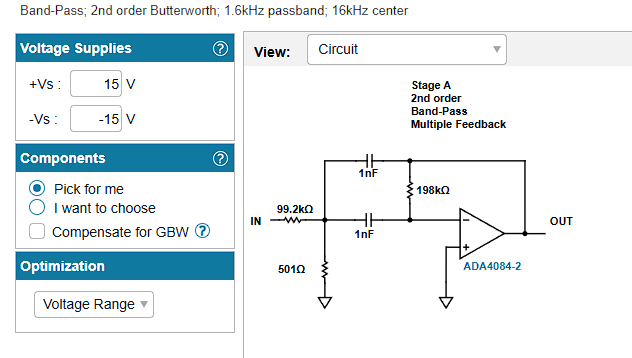 Band-Pass; 2nd order Butterworth; 1.6kHz passband; 16kHz center
Voltage Supplies ?
+Vs : 15 V
-Vs : -15 V
Components ?
Pick for me
I want to choose
Compensate for GBW ?
Optimization
Voltage Range
View: Circuit
Stage A
2nd order
Band-Pass
Multiple Feedback
1nF
198kΩ
99.2kΩ
IN
1nF
501Ω
-
+
OUT
ADA4084-2